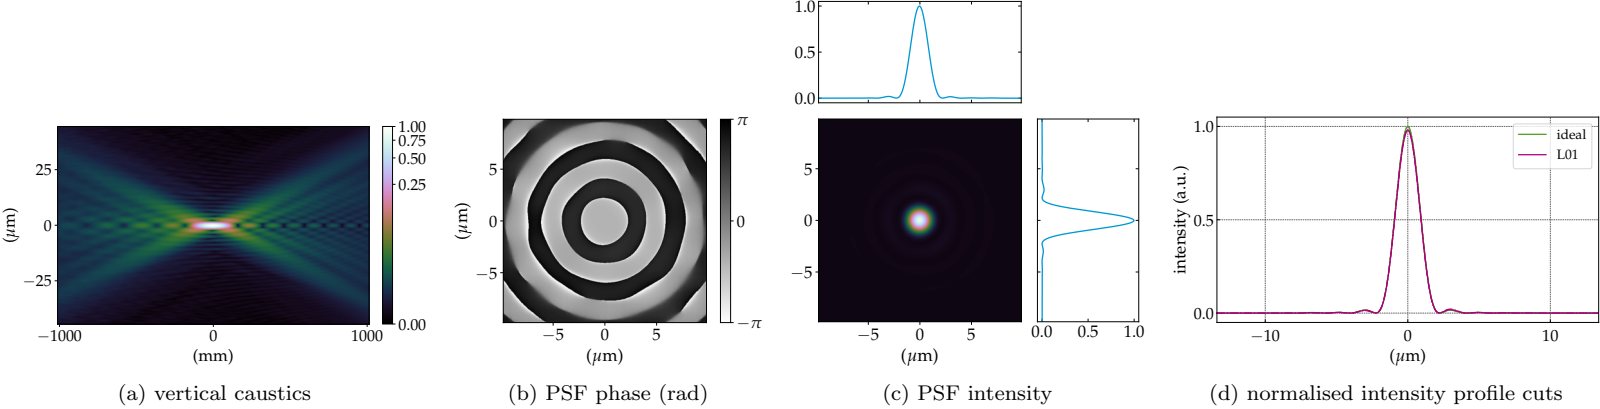 25
0
−25
−1000
0
1000
(µm)
(mm)
1.00
0.75
0.50
0.25
0.00
(a) vertical caustics
5
0
−5
−5
0
5
(µm)
(µm)
π
0
−π
(b) PSF phase (rad)
1.0
0.5
0.0
5
0
−5
−5
0
5
(µm)
0.0
0.5
1.0
(c) PSF intensity
1.0
0.5
0.0
intensity (a.u.)
ideal
L01
−10
0
10
(µm)
(d) normalised intensity profile cuts